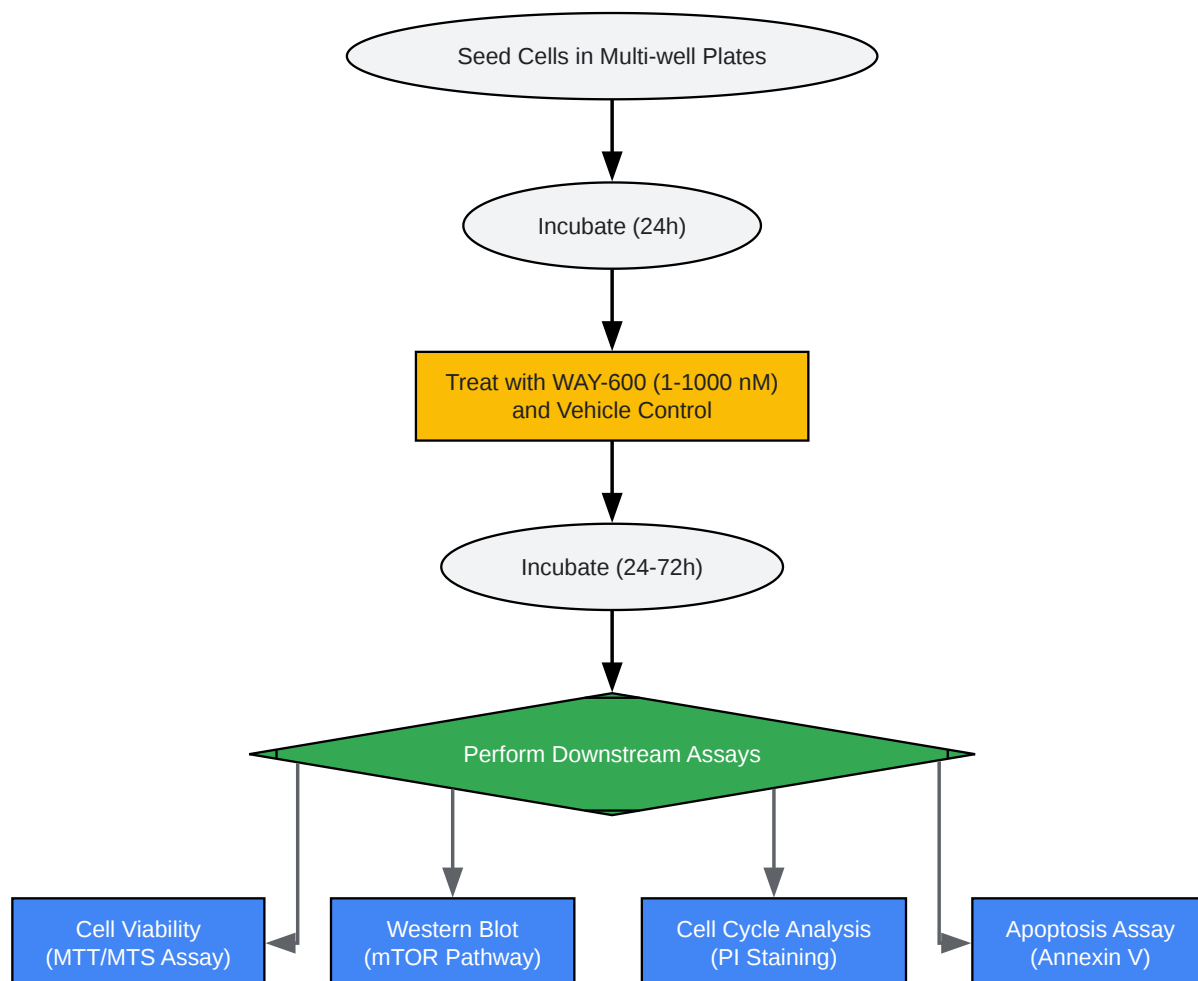 Seed Cells in Multi-well Plates
Incubate (24h)
Treat with WAY-600 (1-1000 nM)
and Vehicle Control
Incubate (24-72h)
Perform Downstream Assays
Cell Viability
(MTT/MTS Assay)
Western Blot
(mTOR Pathway)
Cell Cycle Analysis
(PI Staining)
Apoptosis Assay
(Annexin V)